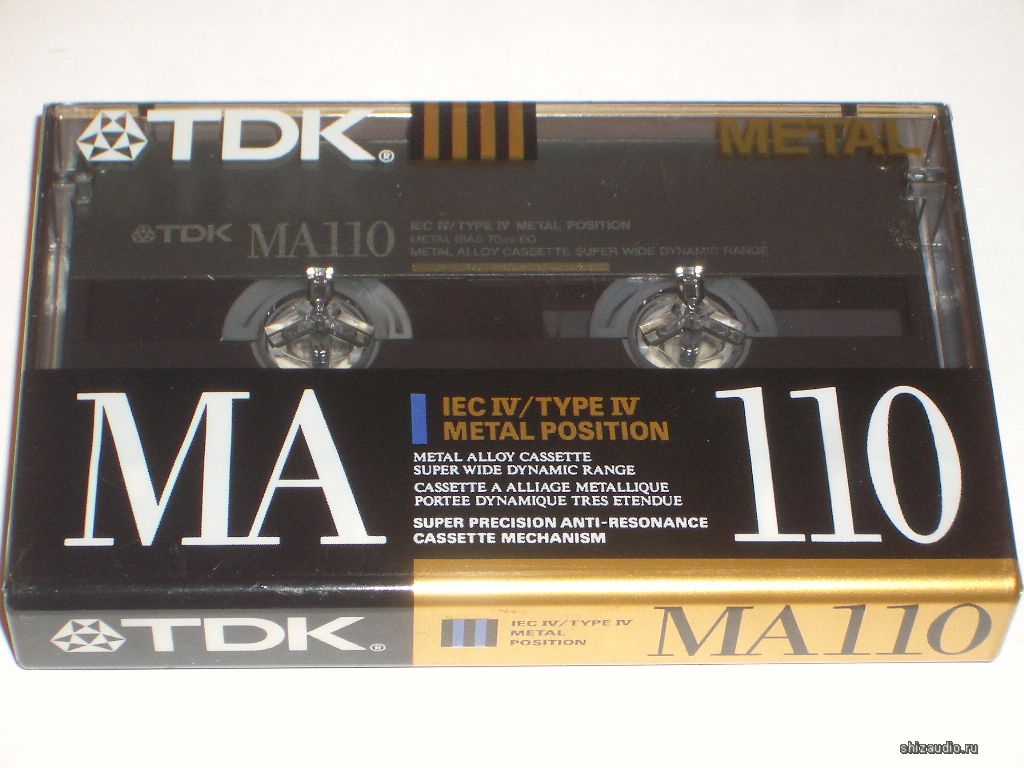 TDK®
METAL
TDK MA110
IEC IV/TYPE IV METAL POSITION
METAL BIAS 70µs EQ
METAL ALLOY CASSETTE SUPER WIDE DYNAMIC RANGE
MA
IEC IV/TYPE IV
METAL POSITION
METAL ALLOY CASSETTE
SUPER WIDE DYNAMIC RANGE
CASSETTE A ALLIAGE METALLIQUE
PORTEE DYNAMIQUE TRES ETENDUE
SUPER PRECISION ANTI-RESONANCE
CASSETTE MECHANISM
110
TDK®
IEC IV/TYPE IV
METAL
POSITION
MA110
shizaudio.ru